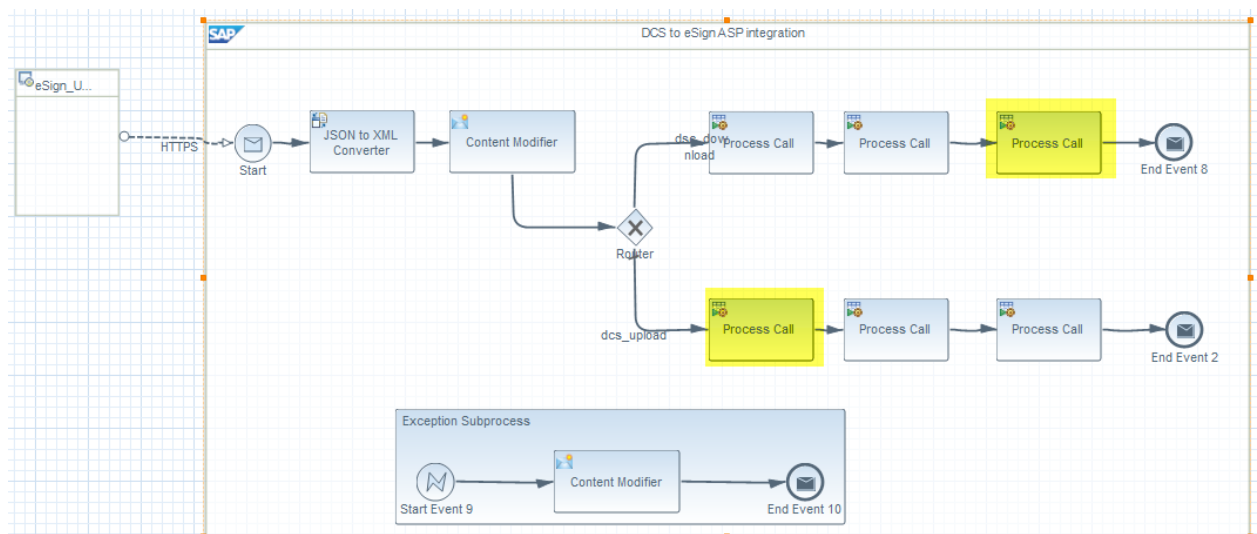 SAP
DCS to eSign ASP integration
eSign_U...
HTTPS
Start
JSON to XML
Converter
Content Modifier
Router
nload
Process Call
Process Call
Process Call
End Event 8
dcs_upload
Process Call
Process Call
Process Call
End Event 2
Exception Subprocess
Start Event 9
Content Modifier
End Event 10